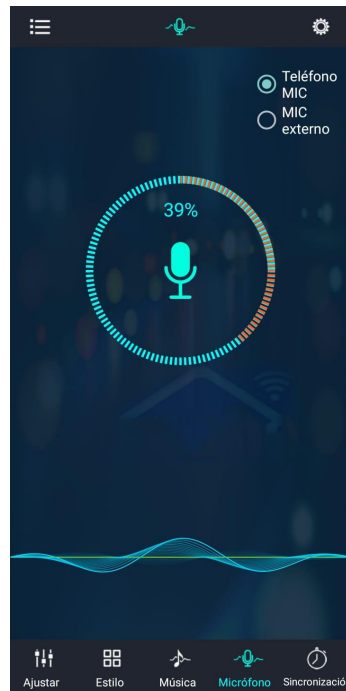 Teléfono
MIC
MIC
externo
39%
Ajustar
Estilo
Música
Micrófono
Sincronizació